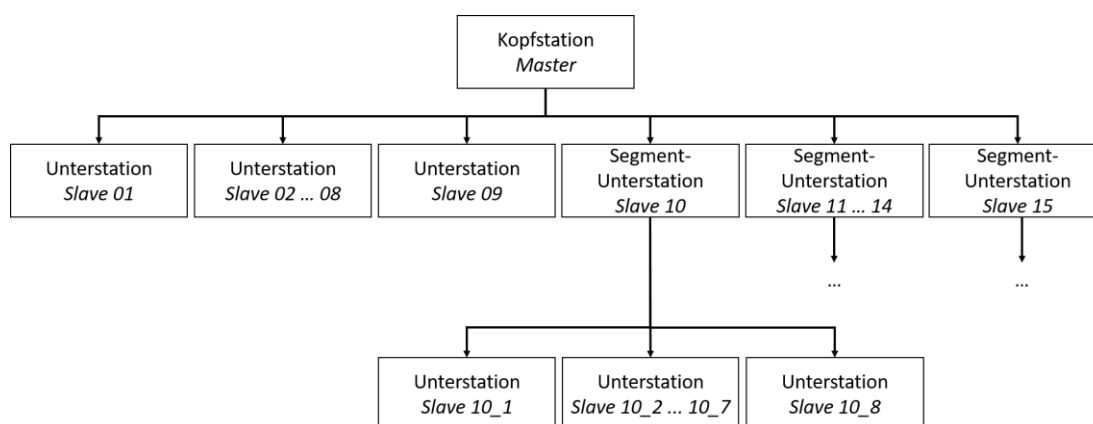 Kopfstation
Master
Unterstation
Slave 01
Unterstation
Slave 02 ... 08
Unterstation
Slave 09
Segment-
Unterstation
Slave 10
Segment-
Unterstation
Slave 11 ... 14
Segment-
Unterstation
Slave 15
...
...
Unterstation
Slave 10_1
Unterstation
Slave 10_2 ... 10_7
Unterstation
Slave 10_8